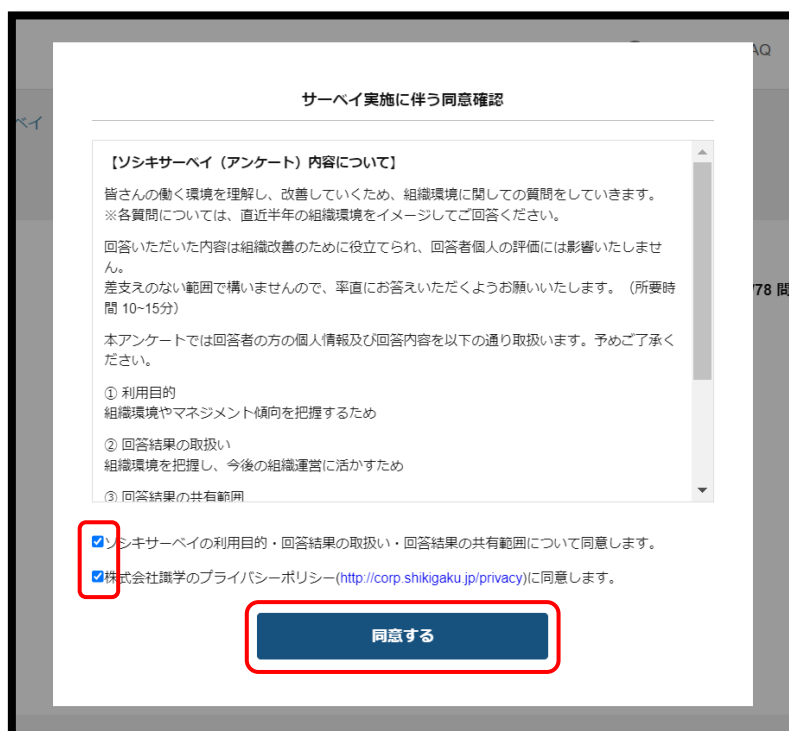 AQ
サーベイ実施に伴う同意確認
ベイ
【ソシキサーベイ（アンケート）内容について】
皆さんの働く環境を理解し、改善していくため、組織環境に関しての質問をしていきます。
※各質問については、直近半年の組織環境をイメージしてご回答ください。
回答いただいた内容は組織改善のために役立てられ、回答者個人の評価には影響いたしませ
ん。
差支えのない範囲で構いませんので、率直にお答えいただくようお願いいたします。（所要時
間 10~15分）
/78 問
本アンケートでは回答者の方の個人情報及び回答内容を以下の通り取扱います。予めご了承く
ださい。
① 利用目的
組織環境やマネジメント傾向を把握するため
② 回答結果の取扱い
組織環境を把握し、今後の組織運営に活かすため
③ 回答結果の共有範囲
ソシキサーベイの利用目的・回答結果の取扱い・回答結果の共有範囲について同意します。
株式会社識学のプライバシーポリシー(http://corp.shikigaku.jp/privacy)に同意します。
同意する